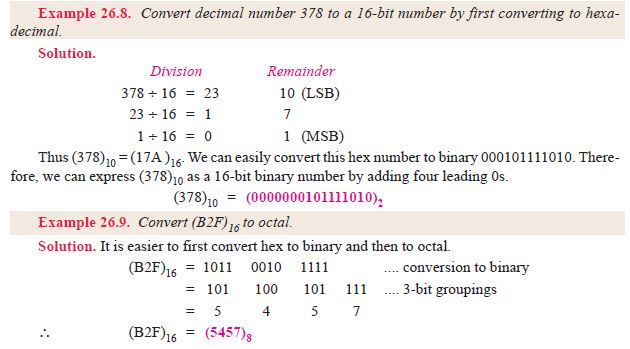 Example 26.8. Convert decimal number 378 to a 16-bit number by first converting to hexa-
decimal.
Solution.
Division Remainder
378 ÷ 16 = 23 10 (LSB)
23 ÷ 16 = 1 7
1 ÷ 16 = 0 1 (MSB)
Thus (378)10 = (17A )16. We can easily convert this hex number to binary 000101111010. There-
fore, we can express (378)10 as a 16-bit binary number by adding four leading 0s.
(378)10 = (0000000101111010)2
Example 26.9. Convert (B2F)16 to octal.
Solution. It is easier to first convert hex to binary and then to octal.
(B2F)16 = 1011 0010 1111 .... conversion to binary
= 101 100 101 111 .... 3-bit groupings
= 5 4 5 7
∴ (B2F)16 = (5457)8